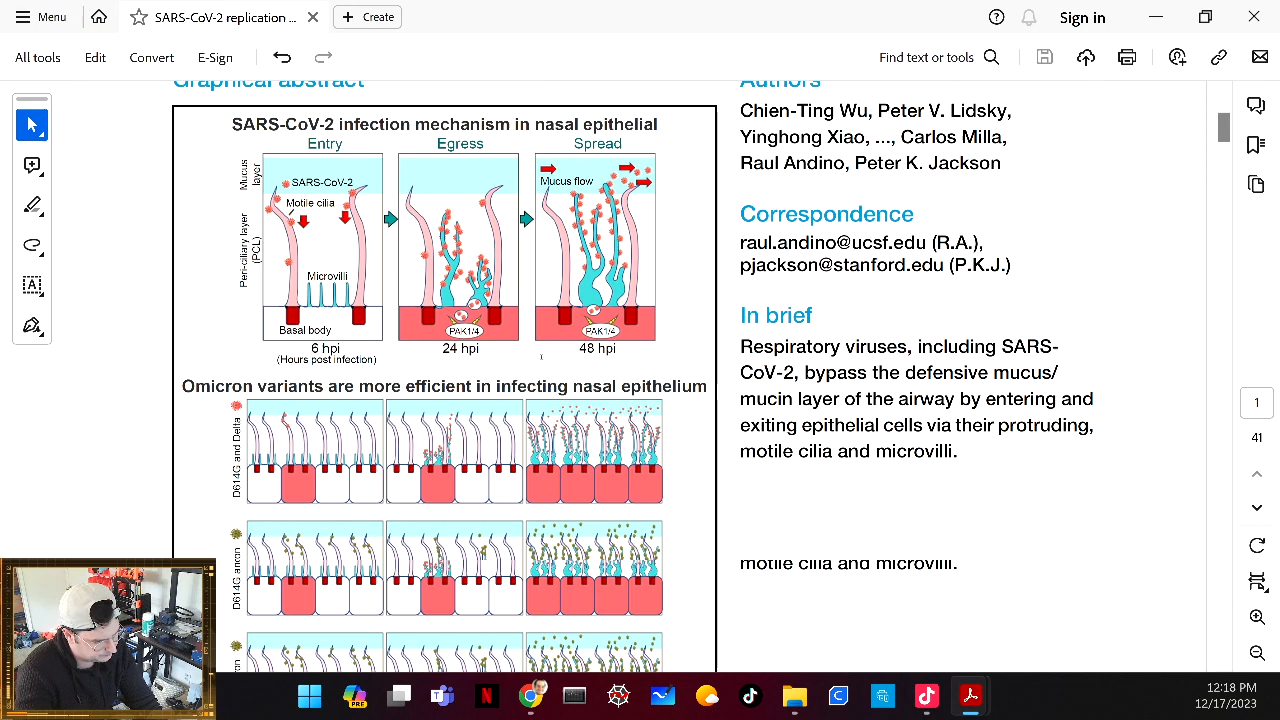 Menu
SARS-CoV-2 replication ...
Create
Sign in
All tools
Edit
Convert
E-Sign
Find text or tools
Graphical abstract
SARS-CoV-2 infection mechanism in nasal epithelial
Entry
Egress
Spread
Mucus
layer
Peri-ciliary layer
(PCL)
SARS-CoV-2
Motile cilia
Microvilli
Basal body
PAK1/4
Mucus flow
PAK1/4
6 hpi
(Hours post infection)
24 hpi
48 hpi
Omicron variants are more efficient in infecting nasal epithelium
D614G and Delta
Authors
Chien-Ting Wu, Peter V. Lidsky,
Yinghong Xiao, ..., Carlos Milla,
Raul Andino, Peter K. Jackson
Correspondence
raul.andino@ucsf.edu (R.A.),
pjackson@stanford.edu (P.K.J.)
In brief
Respiratory viruses, including SARS-
CoV-2, bypass the defensive mucus/
mucin layer of the airway by entering and
exiting epithelial cells via their protruding,
motile cilia and microvilli.
motile cilia and microvilli.
1
41
PRE
12:18 PM
12/17/2023